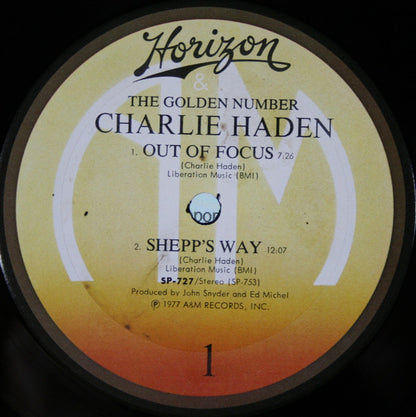 Horizon
&
THE GOLDEN NUMBER
CHARLIE HADEN
1. OUT OF FOCUS 7:26
(Charlie Haden)
Liberation Music (BMI)
por
2. SHEPP'S WAY 12:07
(Charlie Haden)
Liberation Music (BMI)
SP-727/Stereo (SP-753)
Produced by John Snyder and Ed Michel
℗ 1977 A&M RECORDS, INC.
1